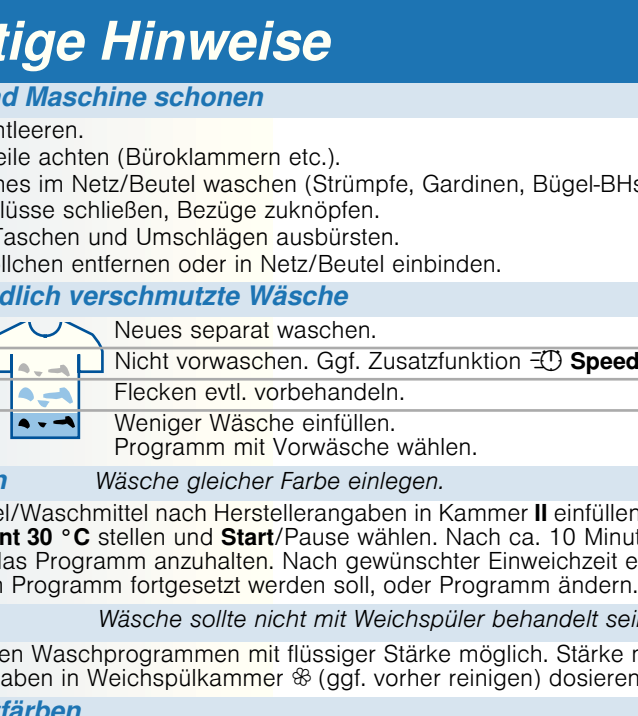 tige Hinweise
nd Maschine schonen
ntleeren.
eile achten (Büroklammern etc.).
nes im Netz/Beutel waschen (Strümpfe, Gardinen, Bügel-BHs
lüsse schließen, Bezüge zuknöpfen.
Taschen und Umschlägen ausbürsten.
llchen entfernen oder in Netz/Beutel einbinden.
dlich verschmutzte Wäsche
Neues separat waschen.
Nicht vorwaschen. Ggf. Zusatzfunktion Speed
Flecken evtl. vorbehandeln.
Weniger Wäsche einfüllen.
Programm mit Vorwäsche wählen.
n Wäsche gleicher Farbe einlegen.
el/Waschmittel nach Herstellerangaben in Kammer II einfüllen
nt 30 °C stellen und Start/Pause wählen. Nach ca. 10 Minut
das Programm anzuhalten. Nach gewünschter Einweichzeit e
n Programm fortgesetzt werden soll, oder Programm ändern.
Wäsche sollte nicht mit Weichspüler behandelt sei
en Waschprogrammen mit flüssiger Stärke möglich. Stärke n
aben in Weichspülkammer (ggf. vorher reinigen) dosieren
tfärben